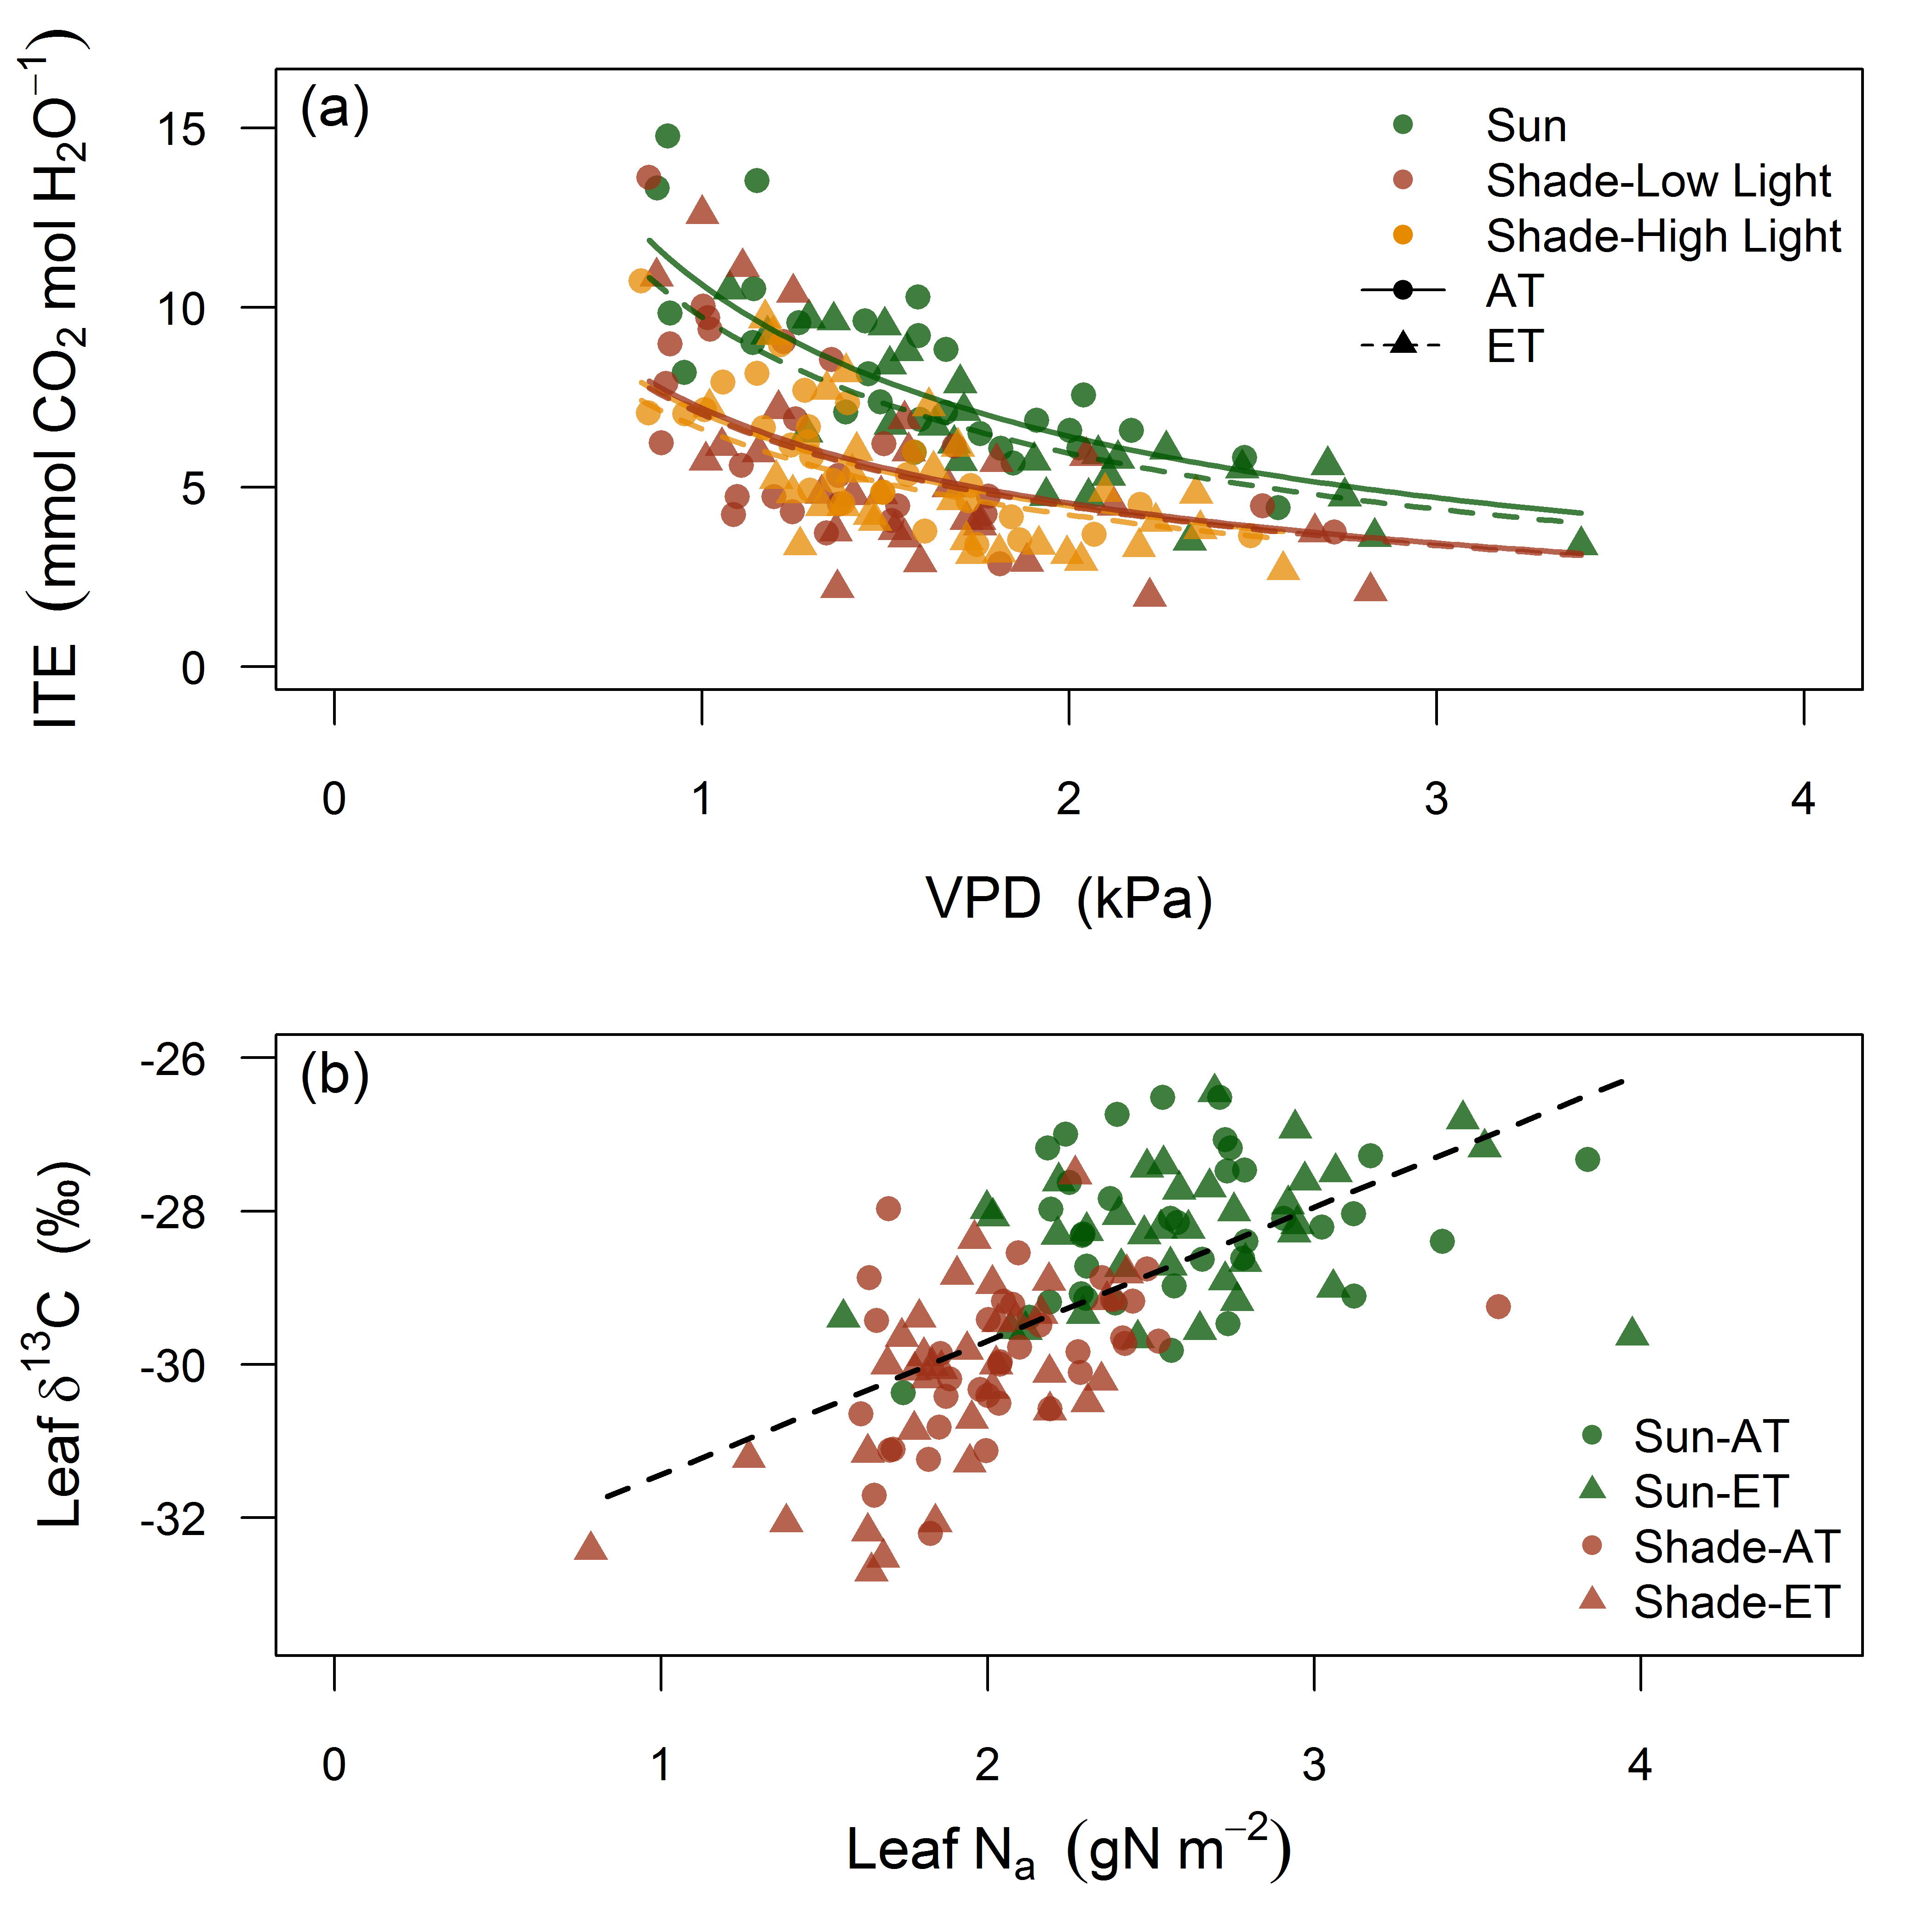 (a)
ITE (mmol CO₂ mol H₂O⁻¹)
15
10
5
0
Sun
Shade-Low Light
Shade-High Light
AT
ET
0 1 2 3 4
VPD (kPa)
(b)
Leaf δ¹³C (‰)
-26
-28
-30
-32
Sun-AT
Sun-ET
Shade-AT
Shade-ET
0 1 2 3 4
Leaf Nₐ (gN m⁻²)